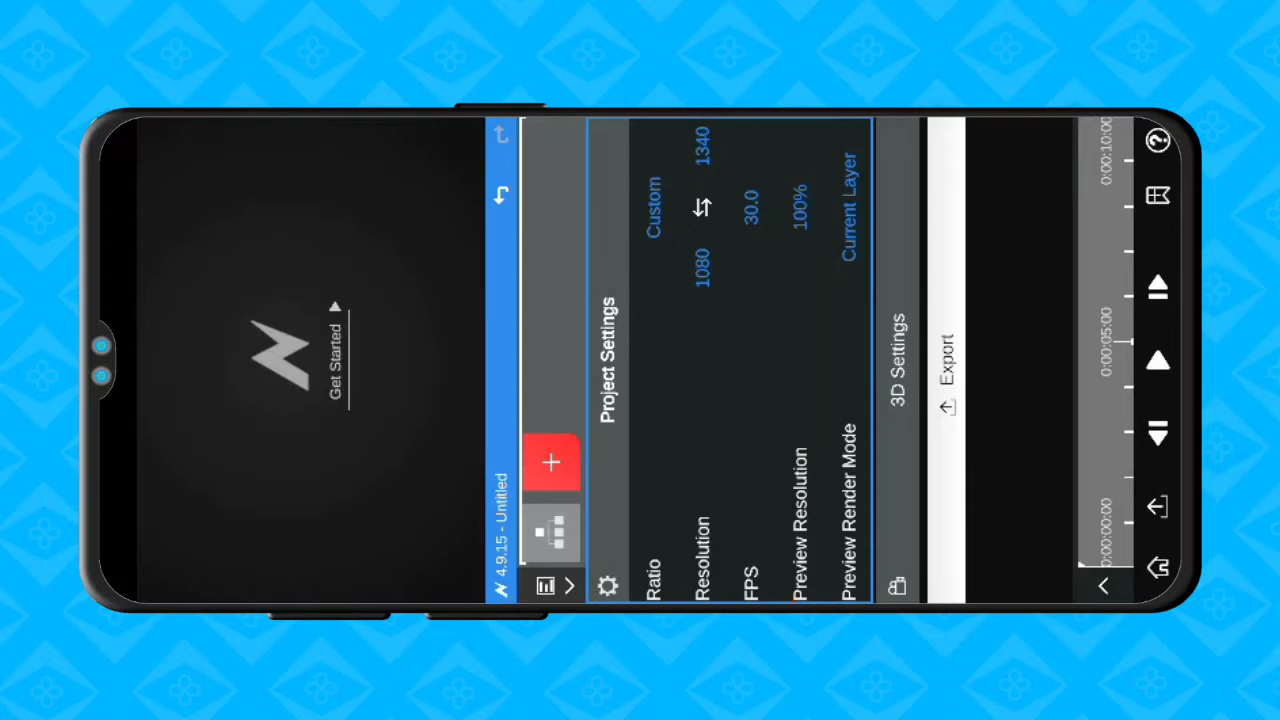 Get Started
4.9.15 - Untitled
+
Project Settings
Ratio Custom
Resolution 1080 1340
FPS 30.0
Preview Resolution 100%
Preview Render Mode Current Layer
3D Settings
Export
0:00:00:00 0:00:05:00 0:00:10:00